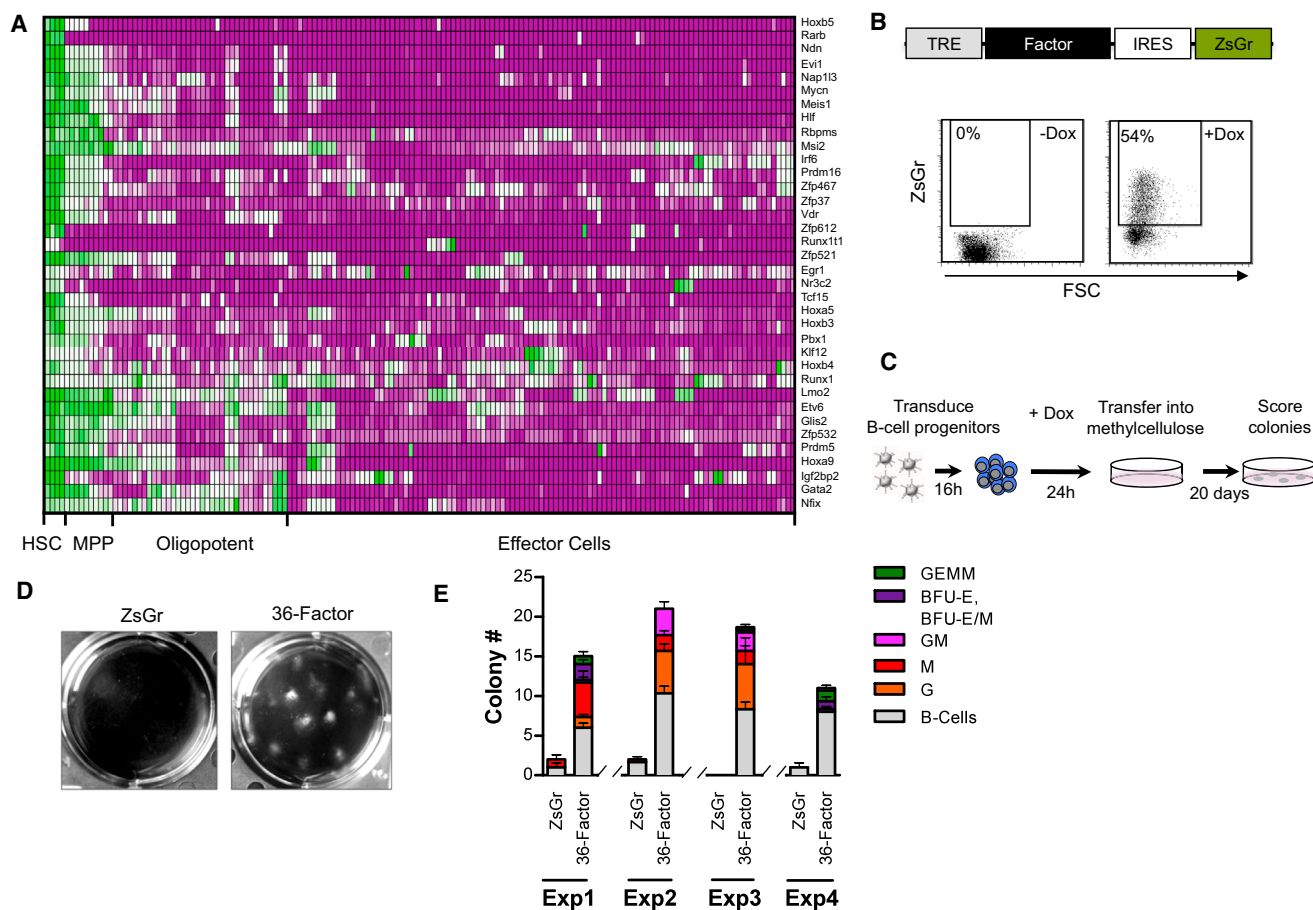 A
Hoxb5
Rarb
Ndn
Evi1
Nap1l3
Mycn
Meis1
Hlf
Rbpms
Msi2
Irf6
Prdm16
Zfp467
Zfp37
Vdr
Zfp612
Runx1t1
Zfp521
Egr1
Nr3c2
Tcf15
Hoxa5
Hoxb3
Pbx1
Klf12
Hoxb4
Runx1
Lmo2
Etv6
Glis2
Zfp532
Prdm5
Hoxa9
Igf2bp2
Gata2
Nfix
HSC MPP Oligopotent Effector Cells
B
TRE Factor IRES ZsGr
0% -Dox 54% +Dox
ZsGr
FSC
C
Transduce B-cell progenitors
+ Dox
Transfer into methylcellulose
Score colonies
16h 24h 20 days
D
ZsGr 36-Factor
E
Colony #
25
20
15
10
5
0
ZsGr 36-Factor ZsGr 36-Factor ZsGr 36-Factor ZsGr 36-Factor
Exp1 Exp2 Exp3 Exp4
GEMM
BFU-E,
BFU-E/M
GM
M
G
B-Cells